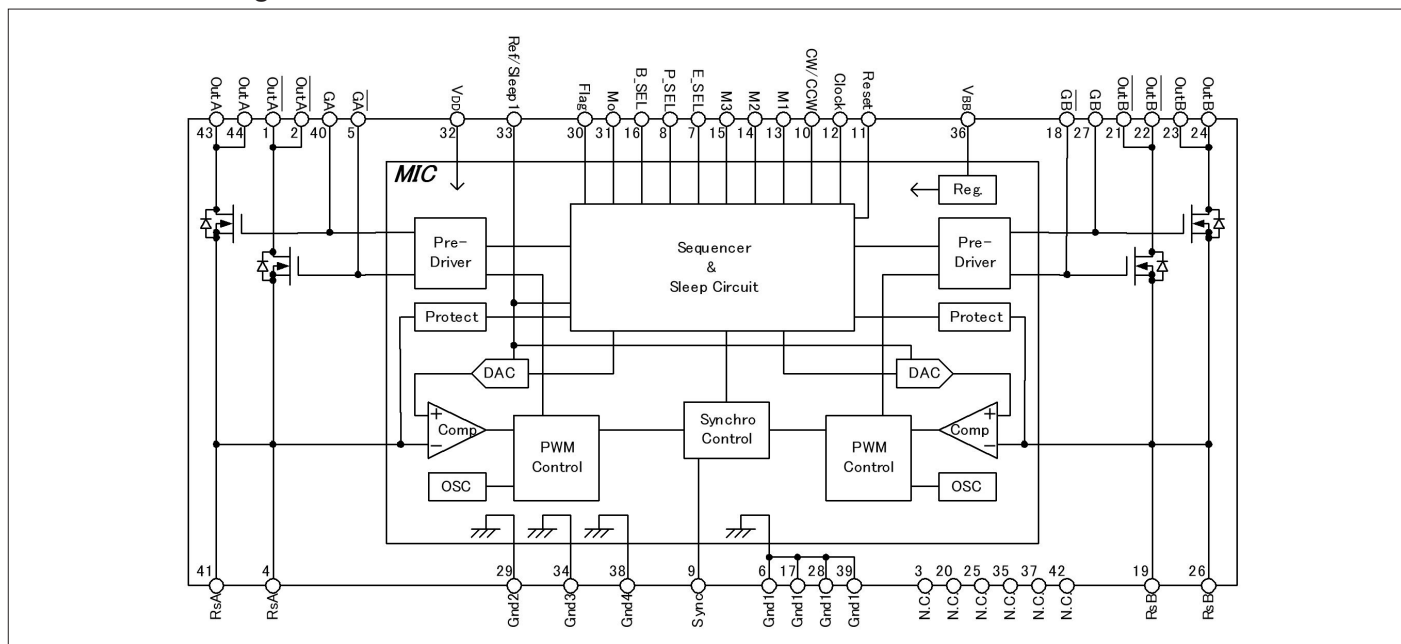 OutA
OutA
OutA
OutA
GA
GA
VDD
Ref/Sleep1
Flag
Mo
B_SEL
P_SEL
E_SEL
M3
M2
M1
CW/CCW
Clock
Reset
VBB
GB
GB
OutB
OutB
OutB
OutB
43
44
1
2
40
5
32
33
30
31
16
8
7
15
14
13
10
12
11
36
18
27
21
22
23
24
MIC
Reg.
Pre-
Driver
Sequencer
&
Sleep Circuit
Pre-
Driver
Protect
Protect
DAC
DAC
+
Comp
−
Synchro
Control
+
Comp
−
PWM
Control
PWM
Control
OSC
OSC
41
4
29
34
38
9
6
17
28
39
3
20
25
35
37
42
19
26
RsA
RsA
Gnd2
Gnd3
Gnd4
Sync
Gnd1
Gnd1
Gnd1
Gnd1
N.C.
N.C.
N.C.
N.C.
N.C.
N.C.
RsB
RsB